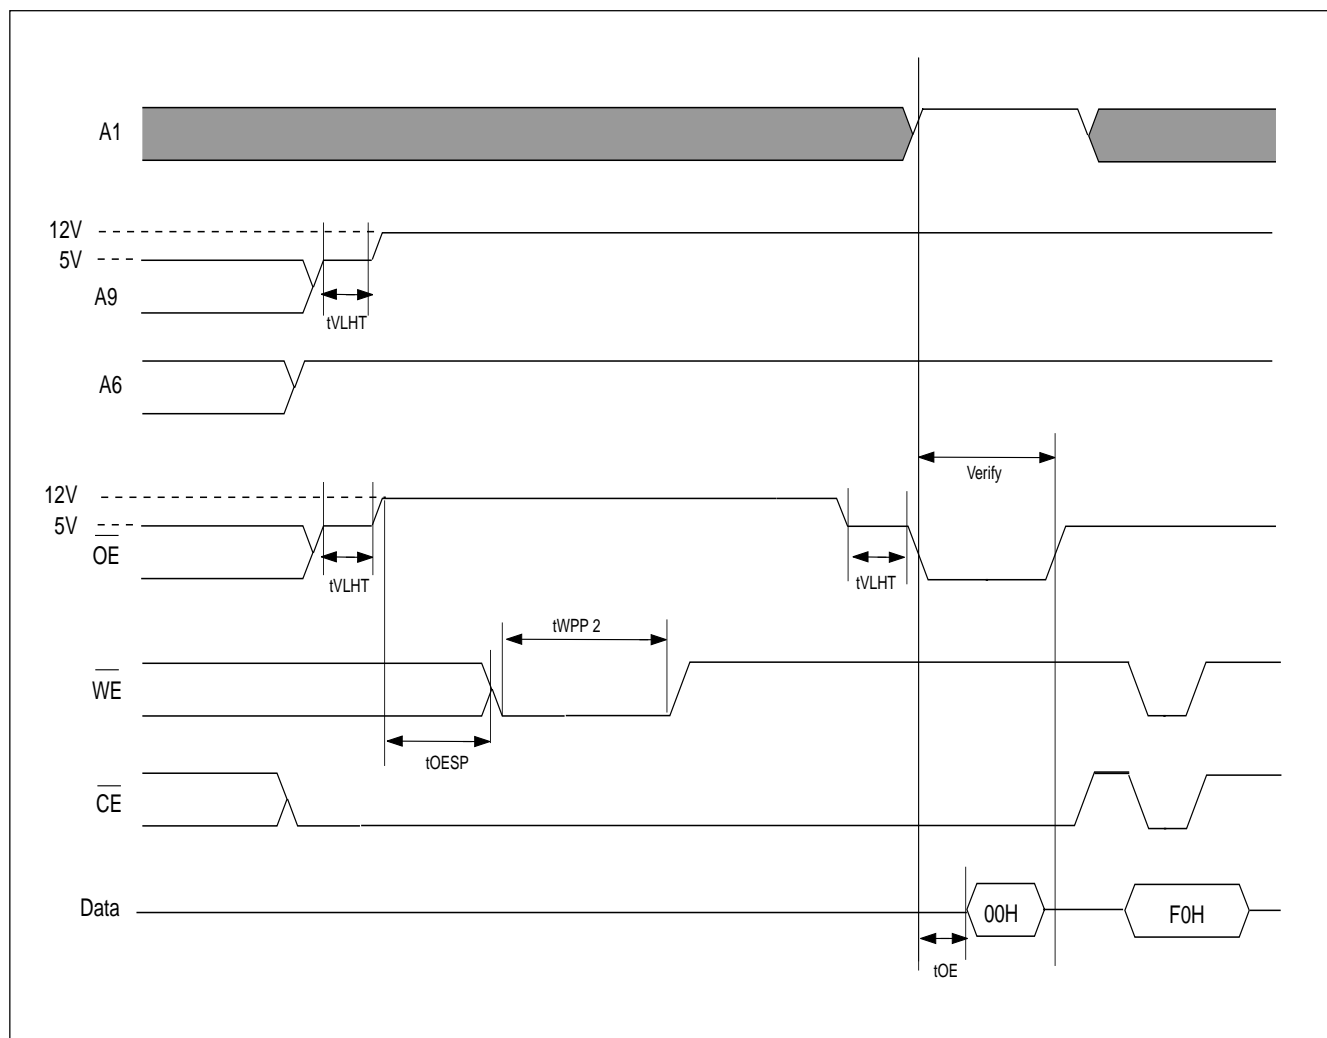 A1
12V
5V
A9
tVLHT
A6
Verify
12V
5V
OE
tVLHT
tVLHT
tWPP 2
WE
tOESP
CE
Data
00H
F0H
tOE